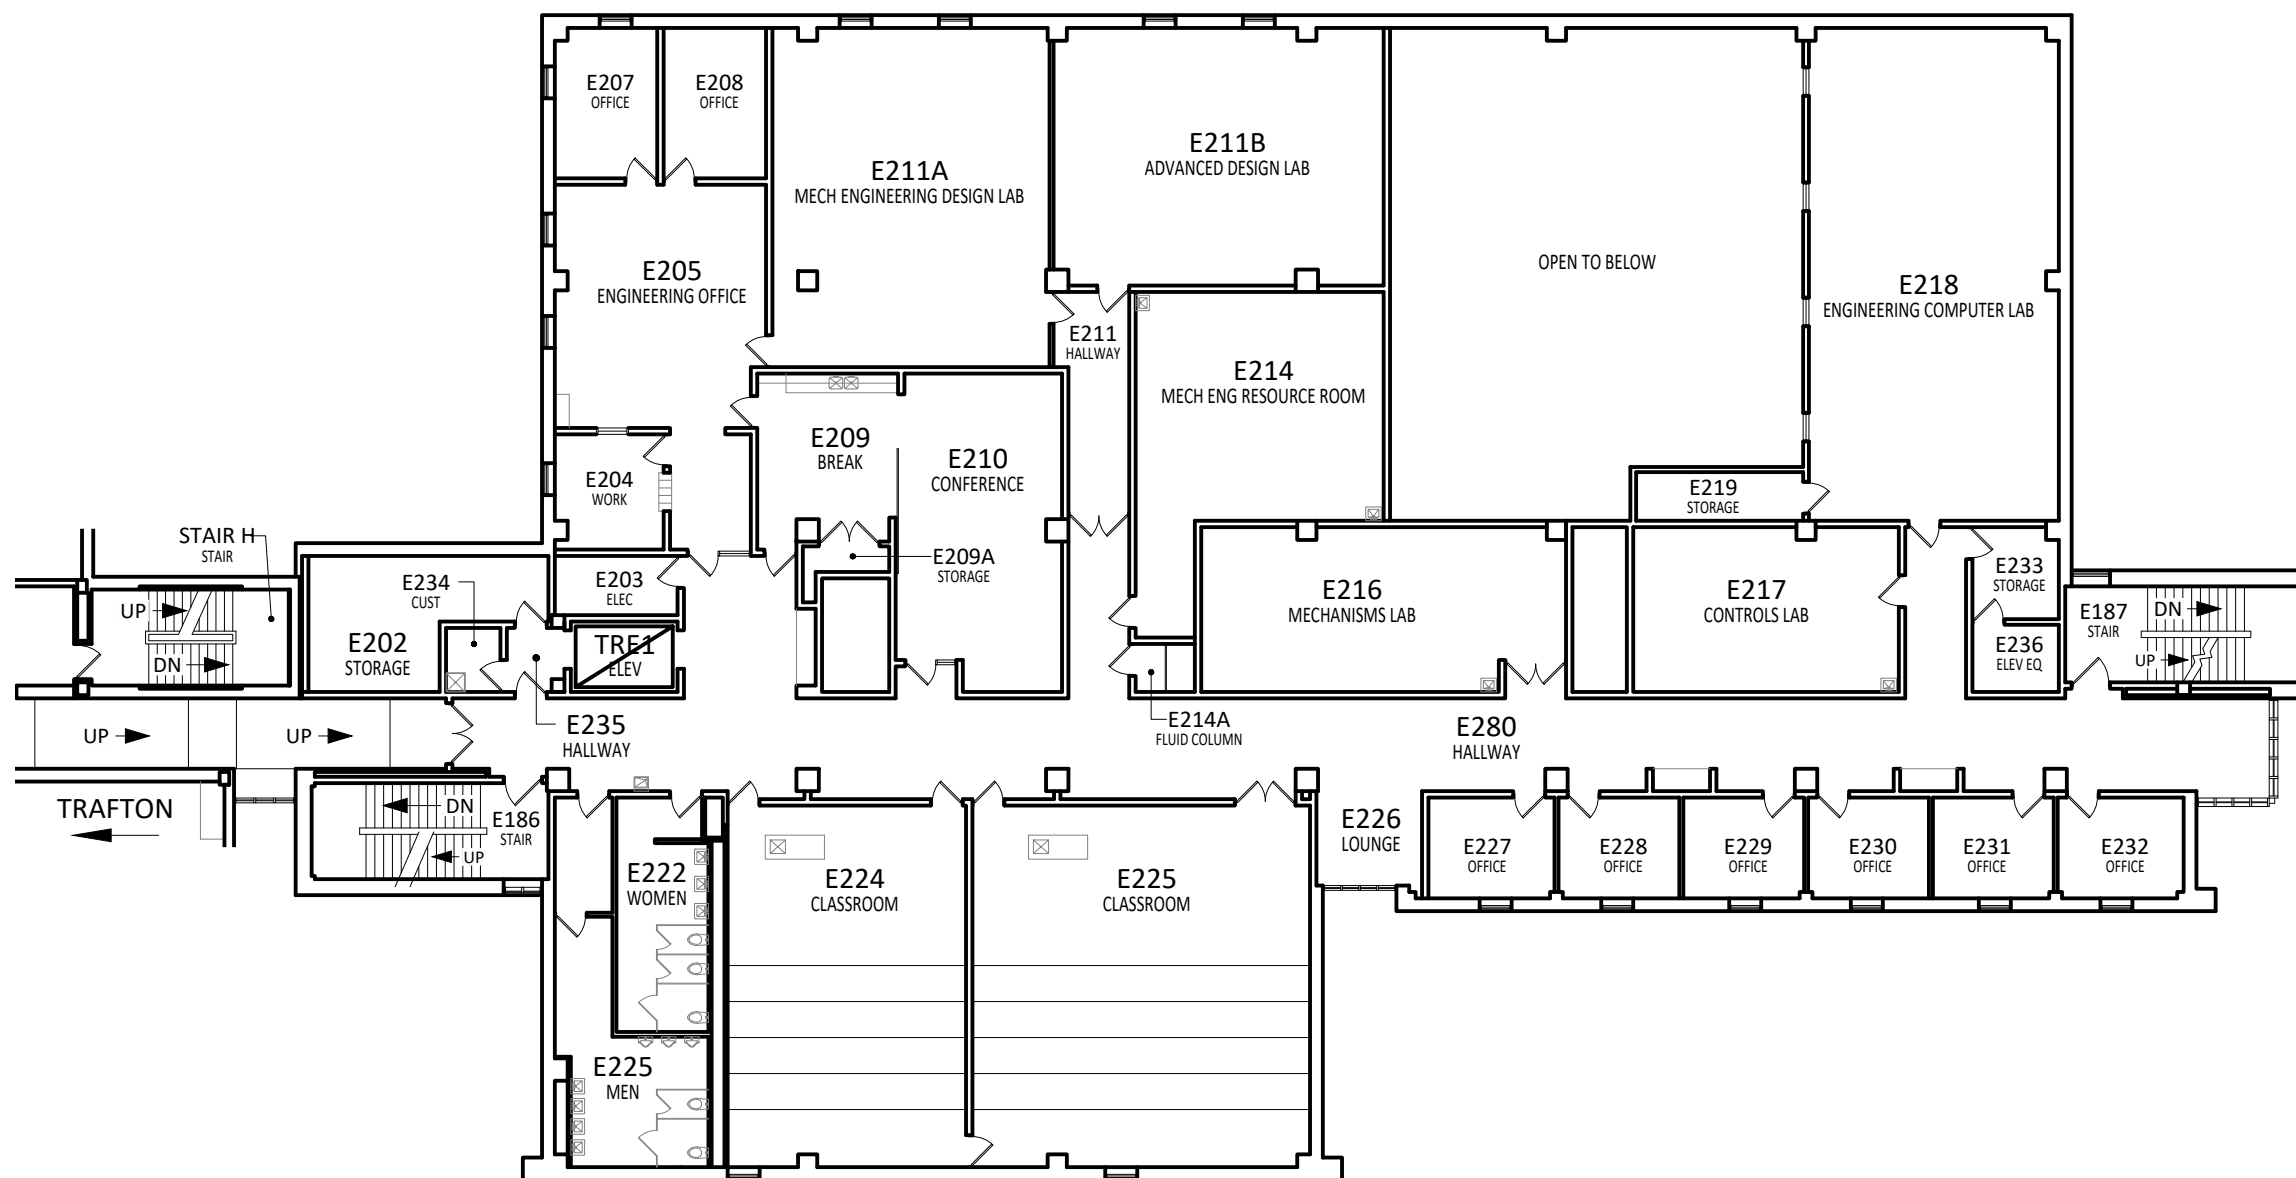 E207
OFFICE
E208
OFFICE
E211A
MECH ENGINEERING DESIGN LAB
E211B
ADVANCED DESIGN LAB
E205
ENGINEERING OFFICE
OPEN TO BELOW
E218
ENGINEERING COMPUTER LAB
E211
HALLWAY
E214
MECH ENG RESOURCE ROOM
E209
BREAK
E210
CONFERENCE
E204
WORK
E219
STORAGE
STAIR H
STAIR
E234
CUST
E203
ELEC
E209A
STORAGE
E216
MECHANISMS LAB
E217
CONTROLS LAB
E233
STORAGE
E187
STAIR
DN
UP
UP
DN
E202
STORAGE
TRE1
ELEV
E236
ELEV EQ
UP
UP
E235
HALLWAY
E214A
FLUID COLUMN
E280
HALLWAY
TRAFTON
DN
UP
E186
STAIR
E222
WOMEN
E224
CLASSROOM
E225
CLASSROOM
E226
LOUNGE
E227
OFFICE
E228
OFFICE
E229
OFFICE
E230
OFFICE
E231
OFFICE
E232
OFFICE
E225
MEN